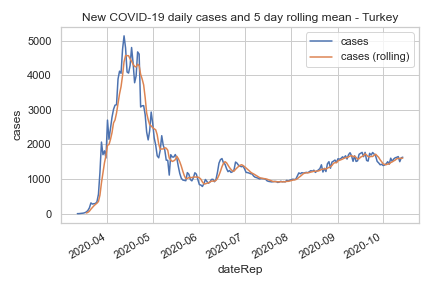 New COVID-19 daily cases and 5 day rolling mean - Turkey
cases
cases (rolling)
5000
4000
3000
2000
1000
0
cases
2020-04
2020-05
2020-06
2020-07
2020-08
2020-09
2020-10
dateRep